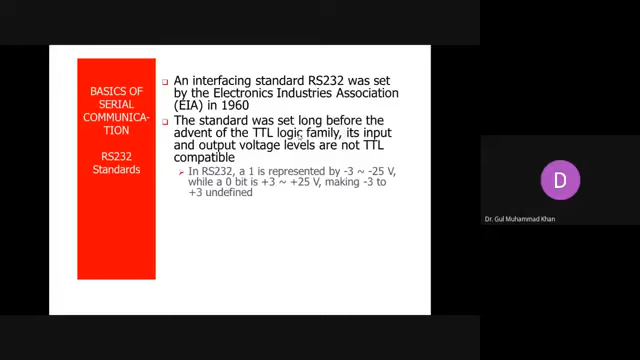 BASICS OF
SERIAL
COMMUNICA-
TION
RS232
Standards
An interfacing standard RS232 was set
by the Electronics Industries Association
(EIA) in 1960
The standard was set long before the
advent of the TTL logic family, its input
and output voltage levels are not TTL
compatible
In RS232, a 1 is represented by -3 ~ -25 V,
while a 0 bit is +3 ~ +25 V, making -3 to
+3 undefined
D
Dr. Gul Muhammad Khan